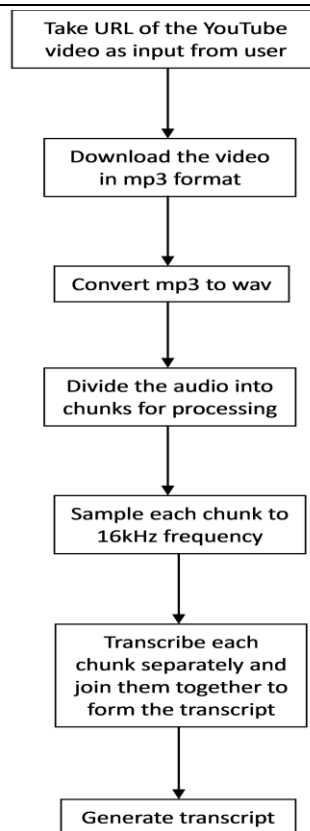 Take URL of the YouTube
video as input from user
Download the video
in mp3 format
Convert mp3 to wav
Divide the audio into
chunks for processing
Sample each chunk to
16kHz frequency
Transcribe each
chunk separately and
join them together to
form the transcript
Generate transcript